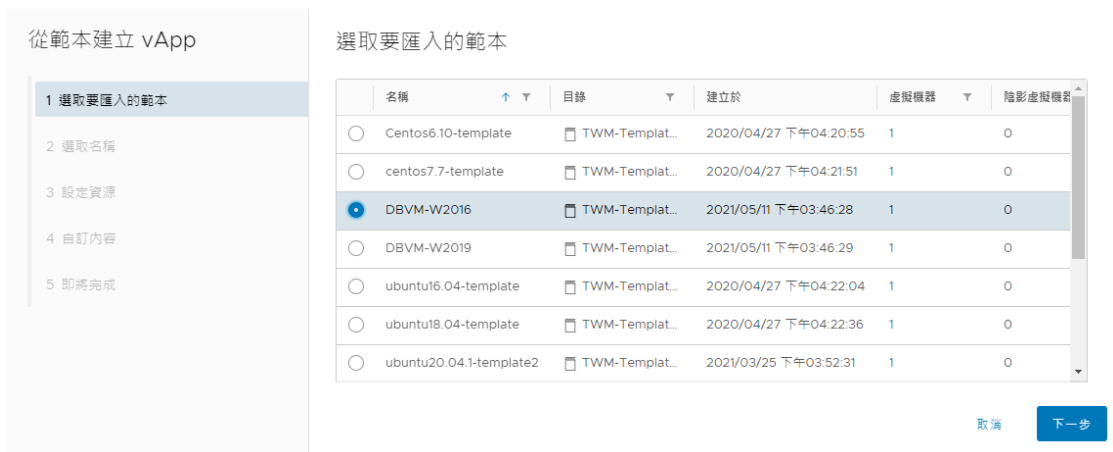 從範本建立 vApp
1 選取要匯入的範本
2 選取名稱
3 設定資源
4 自訂內容
5 即將完成
選取要匯入的範本
名稱 目錄 建立於 虛擬機器 陰影虛擬機器
Centos6.10-template TWM-Templat... 2020/04/27 下午04:20:55 1 0
centos7.7-template TWM-Templat... 2020/04/27 下午04:21:51 1 0
DBVM-W2016 TWM-Templat... 2021/05/11 下午03:46:28 1 0
DBVM-W2019 TWM-Templat... 2021/05/11 下午03:46:29 1 0
ubuntu16.04-template TWM-Templat... 2020/04/27 下午04:22:04 1 0
ubuntu18.04-template TWM-Templat... 2020/04/27 下午04:22:36 1 0
ubuntu20.04.1-template2 TWM-Templat... 2021/03/25 下午03:52:31 1 0
取消 下一步